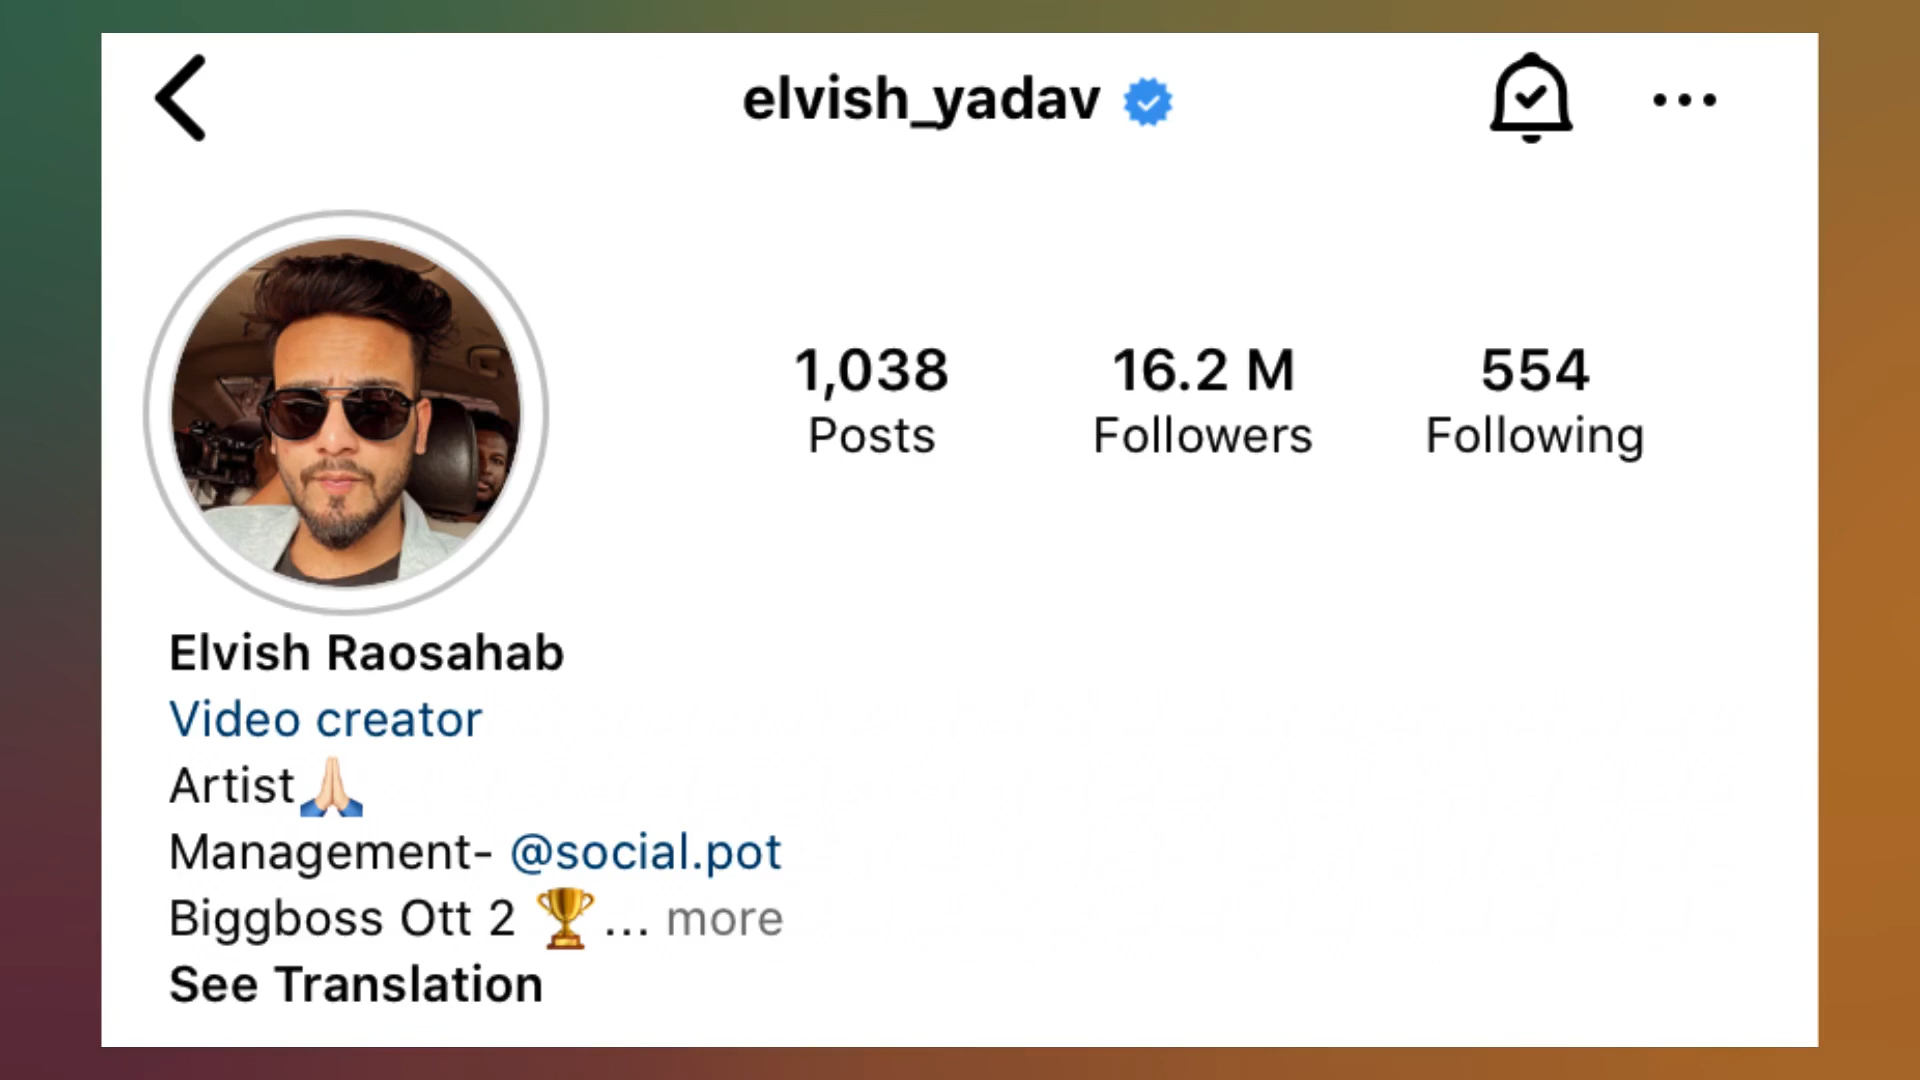 elvish_yadav
1,038 16.2 M 554
Posts Followers Following
Elvish Raosahab
Video creator
Artist🙏🏻
Management- @social.pot
Biggboss Ott 2 🏆... more
See Translation